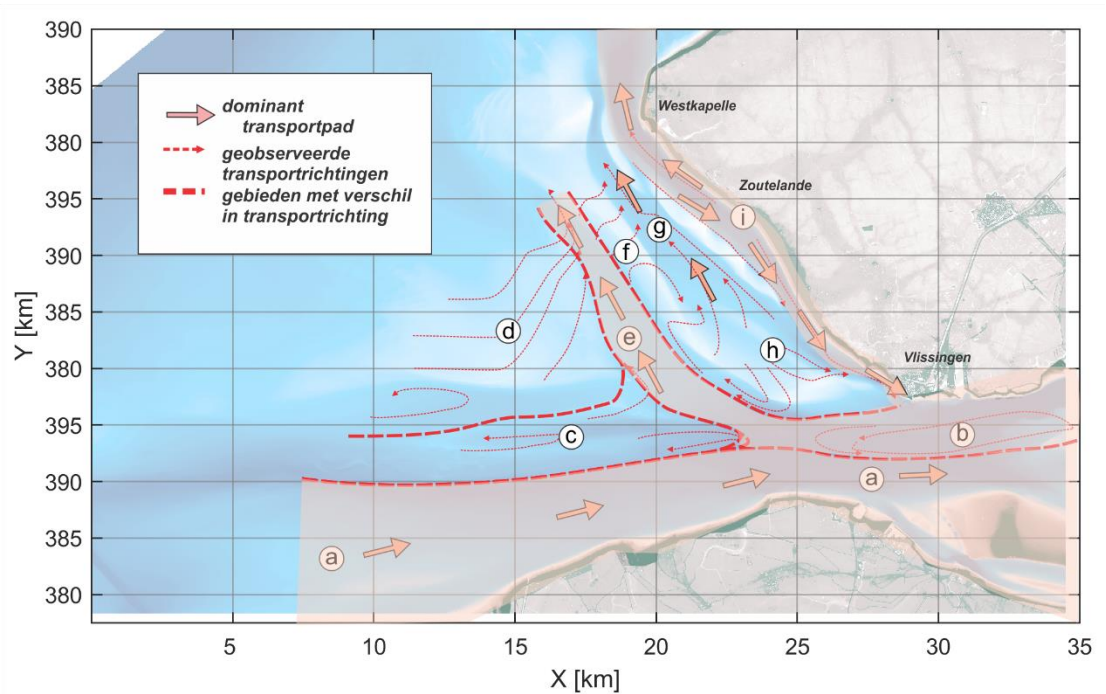 390
385
380
395
390
385
380
395
390
385
380
Y [km]
dominant
transportpad
geobserveerde
transportrichtingen
gebieden met verschil
in transportrichting
Westkapelle
Zoutelande
Vlissingen
i
g
f
d
e
h
c
b
a
a
5
10
15
20
25
30
35
X [km]